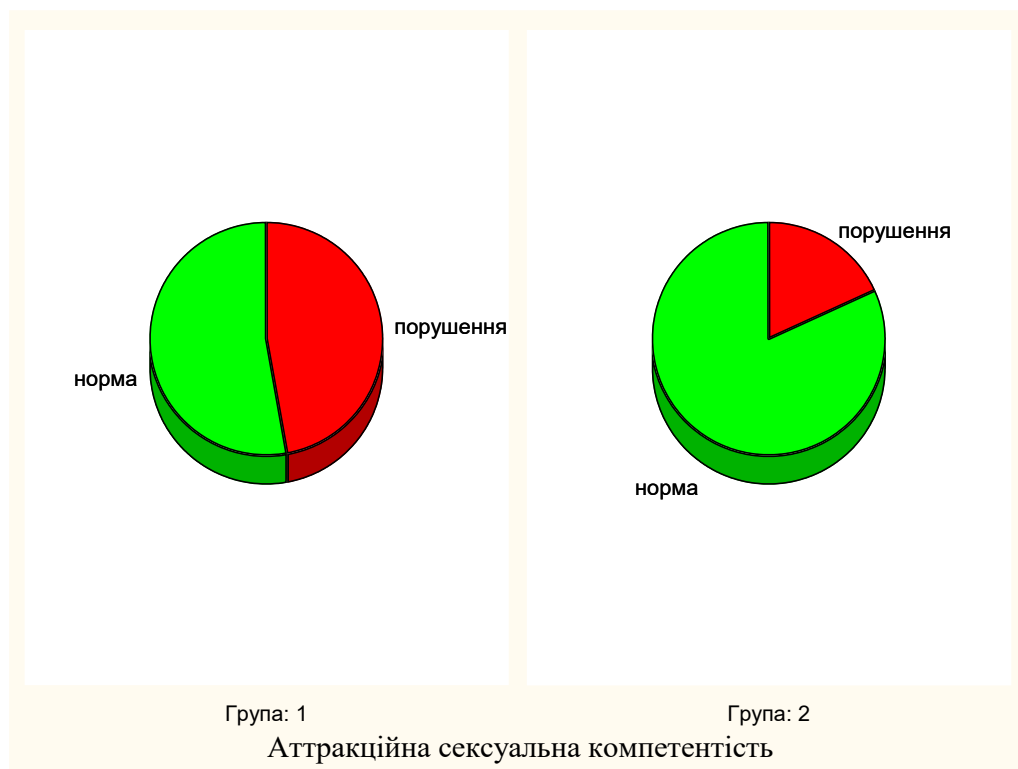 порушення
норма
порушення
норма
Група: 1
Група: 2
Аттракційна сексуальна компетентість